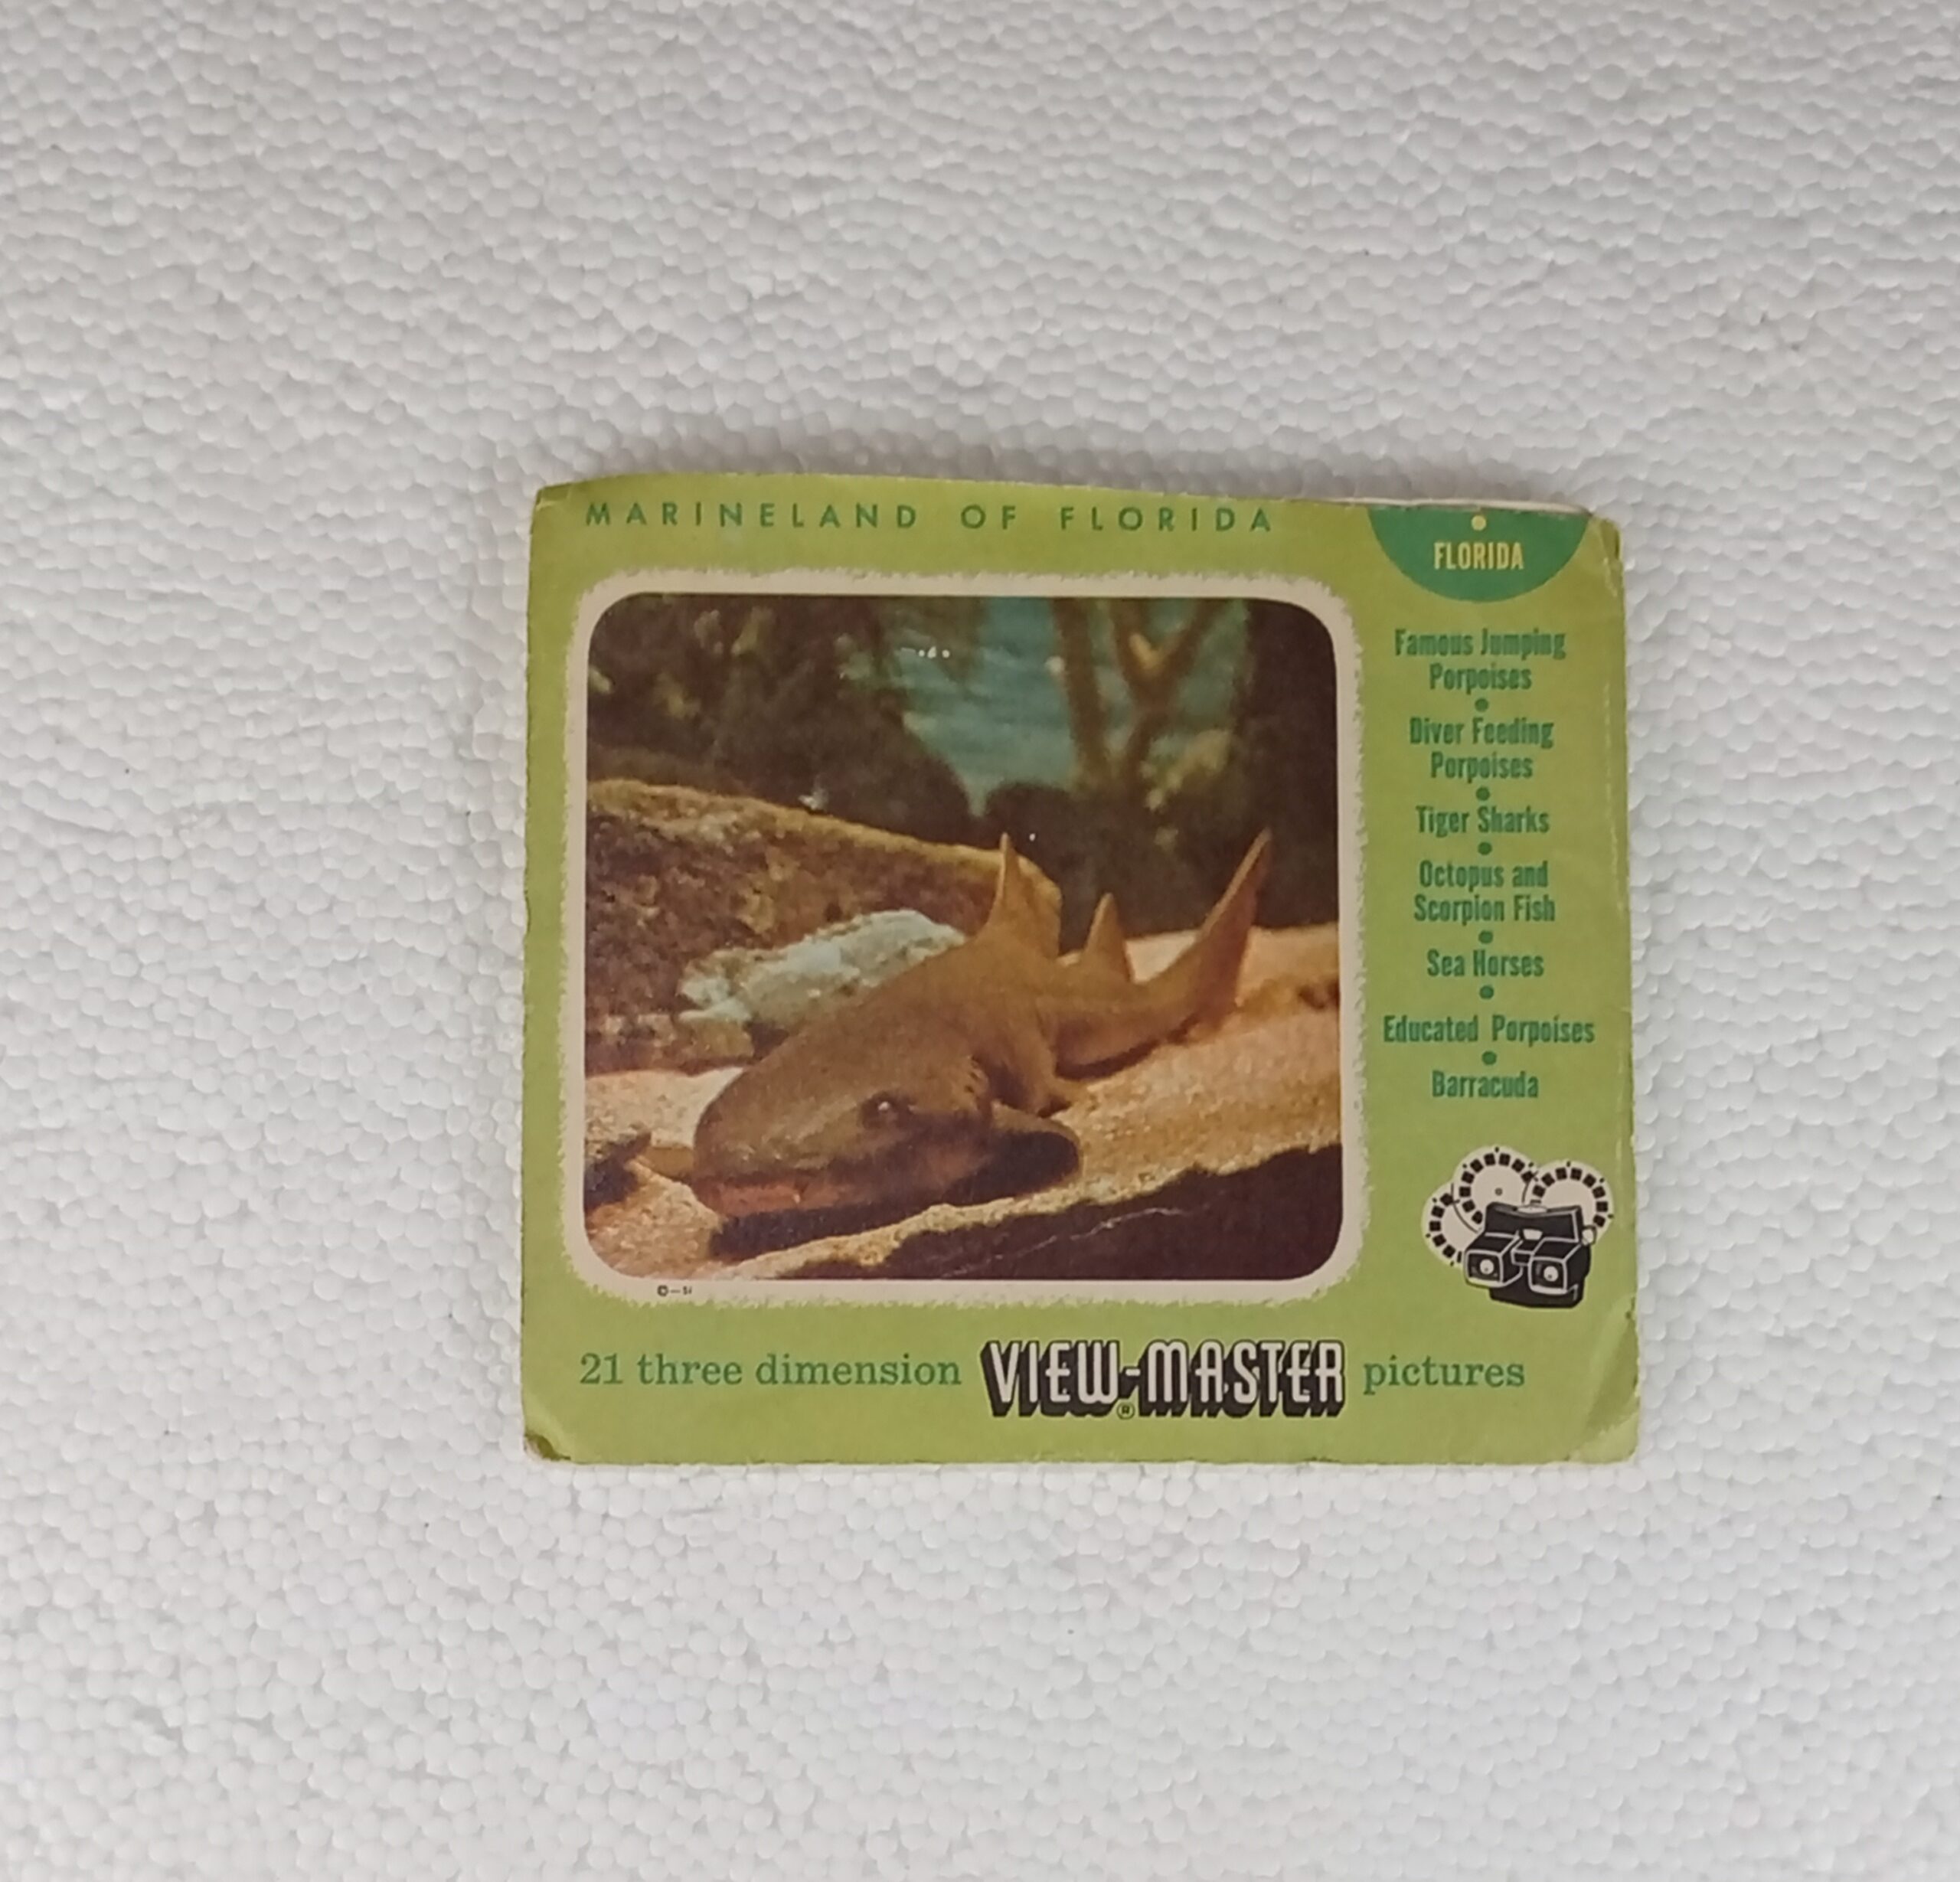 MARINELAND OF FLORIDA
FLORIDA
Famous Jumping
Porpoises
Diver Feeding
Porpoises
Tiger Sharks
Octopus and
Scorpion Fish
Sea Horses
Educated Porpoises
Barracuda
21 three dimension VIEW-MASTER® pictures